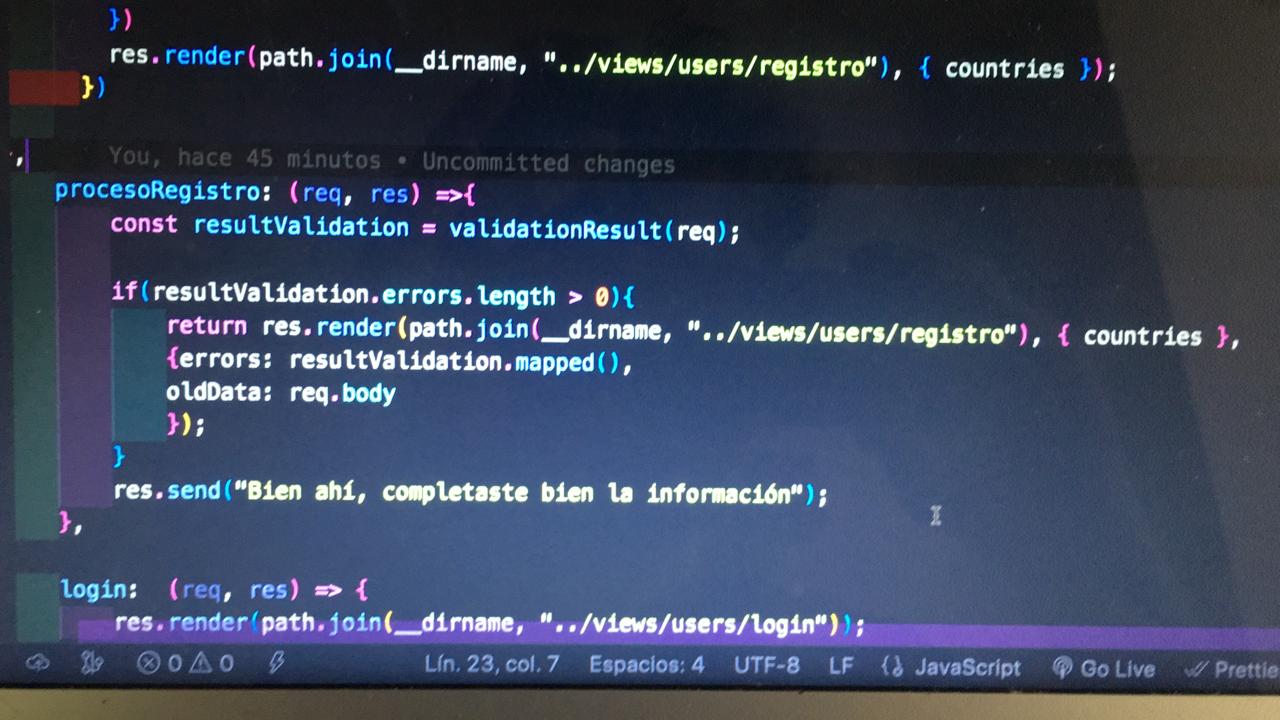 })
res.render(path.join(__dirname, "../views/users/registro"), { countries });
})
,
You, hace 45 minutos • Uncommitted changes
procesoRegistro: (req, res) =>{
const resultValidation = validationResult(req);
if(resultValidation.errors.length > 0){
return res.render(path.join(__dirname, "../views/users/registro"), { countries },
{errors: resultValidation.mapped(),
oldData: req.body
});
}
res.send("Bien ahí, completaste bien la información");
},
login:  (req, res) => {
res.render(path.join(__dirname, "../views/users/login"));
0 0 Lín. 23, col. 7 Espacios: 4 UTF-8 LF {} JavaScript Go Live Prettie